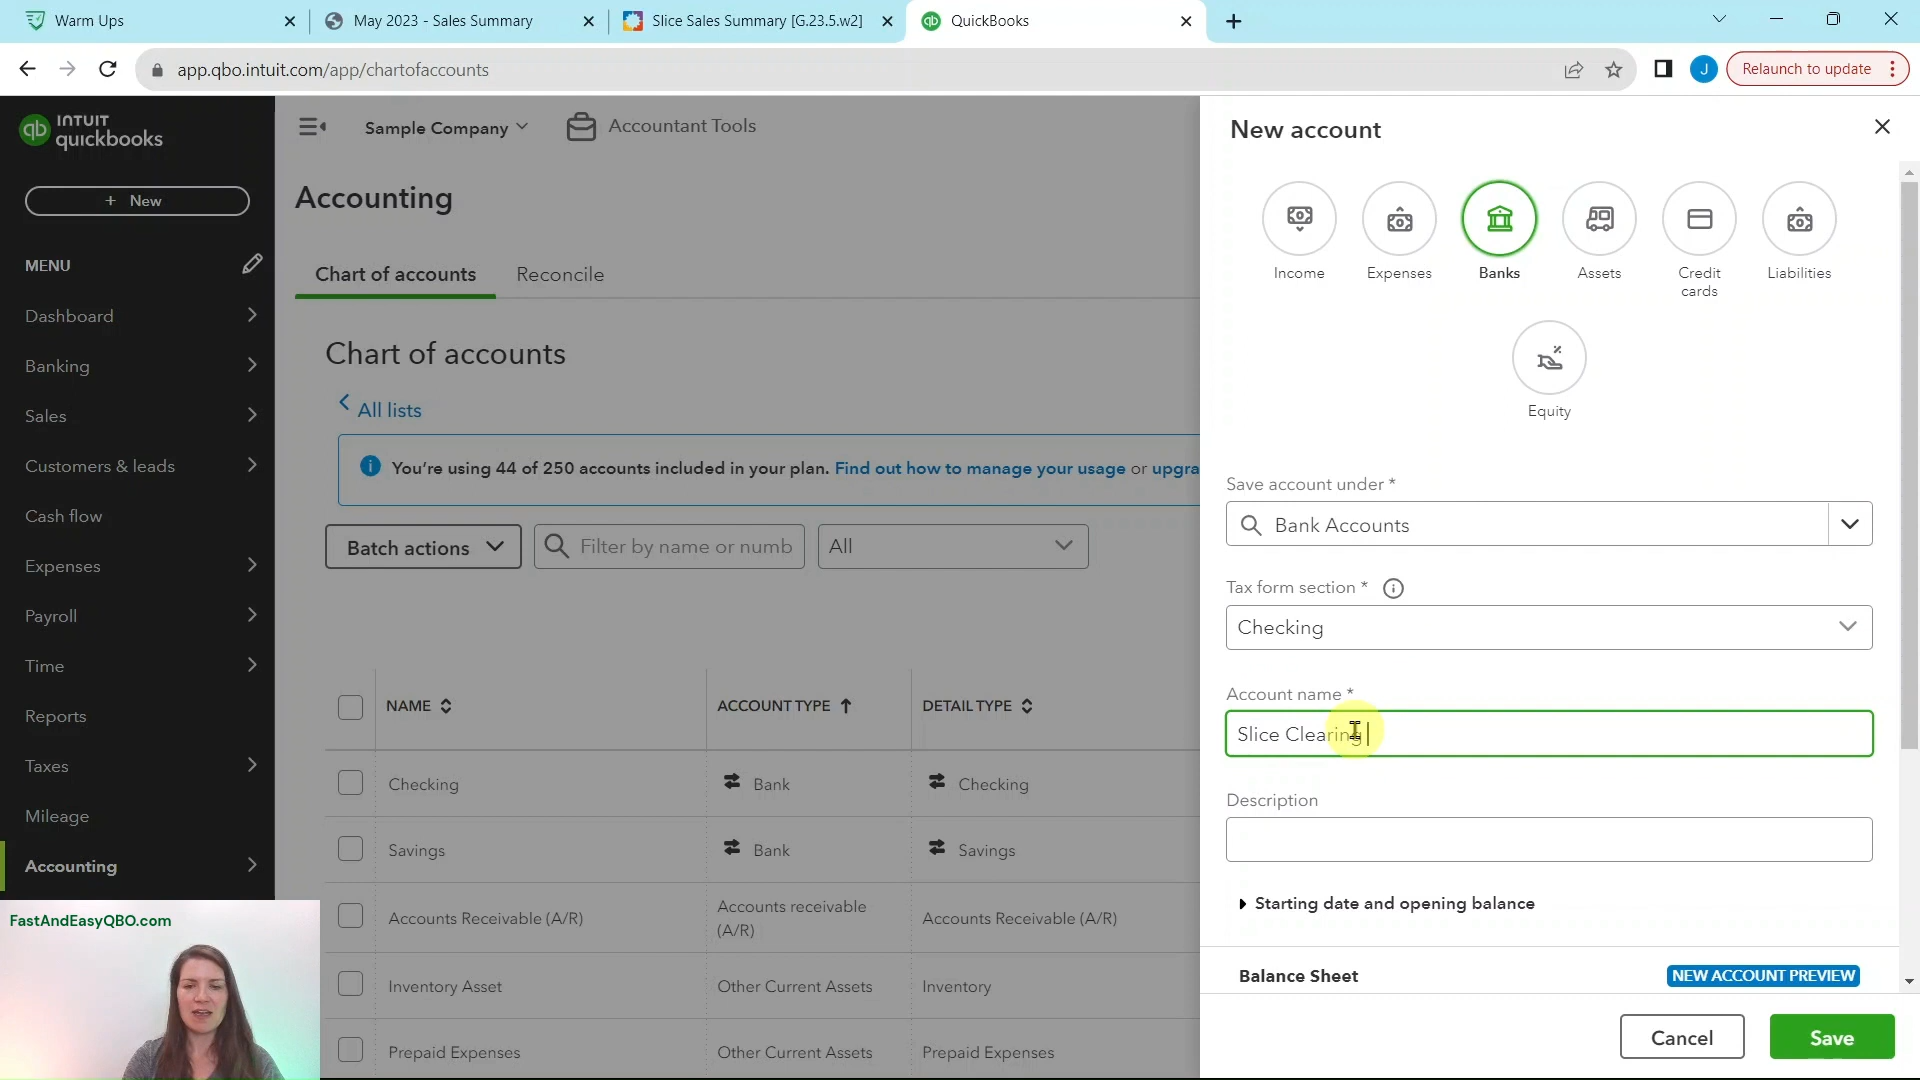 Warm Ups
May 2023 - Sales Summary
Slice Sales Summary [G.23.5.w2]
QuickBooks
app.qbo.intuit.com/app/chartofaccounts
J
Relaunch to update
qb INTUIT quickbooks
Sample Company
Accountant Tools
New account
+ New
Accounting
Income
Expenses
Banks
Assets
Credit cards
Liabilities
MENU
Chart of accounts
Reconcile
Dashboard
Chart of accounts
Banking
All lists
Equity
Sales
You're using 44 of 250 accounts included in your plan. Find out how to manage your usage or upgra
Customers & leads
Save account under *
Cash flow
Bank Accounts
Batch actions
Filter by name or numb
All
Expenses
Tax form section *
Payroll
Checking
Time
Account name *
Reports
NAME
ACCOUNT TYPE
DETAIL TYPE
Slice Clearing
Taxes
Checking
Bank
Checking
Description
Mileage
Savings
Bank
Savings
Accounting
Starting date and opening balance
FastAndEasyQBO.com
Accounts Receivable (A/R)
Accounts receivable (A/R)
Accounts Receivable (A/R)
Balance Sheet
NEW ACCOUNT PREVIEW
Inventory Asset
Other Current Assets
Inventory
Cancel
Save
Prepaid Expenses
Other Current Assets
Prepaid Expenses